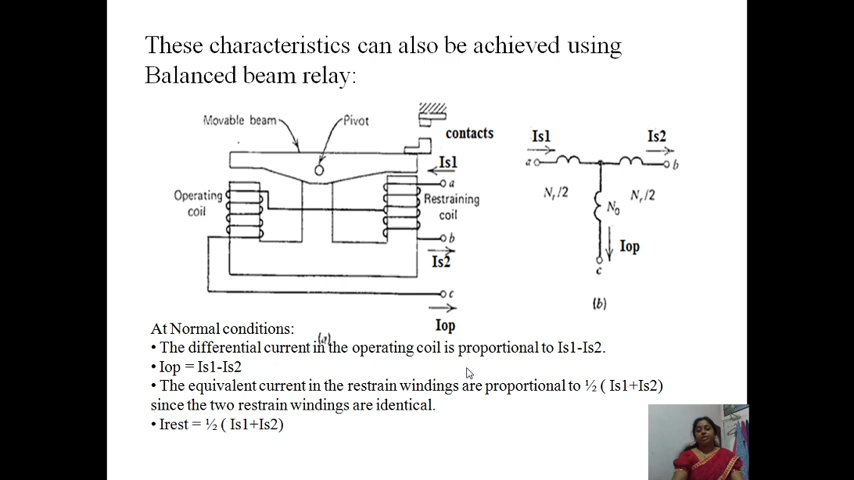 These characteristics can also be achieved using
Balanced beam relay:
Movable beam
Pivot
contacts
Is1
a
Operating
coil
Restraining
coil
b
Is2
c
Iop
(a)
Is1
Is2
a
b
Nr/2
Nr/2
N0
Iop
c
(b)
At Normal conditions:
• The differential current in the operating coil is proportional to Is1-Is2.
• Iop = Is1-Is2
• The equivalent current in the restrain windings are proportional to ½ ( Is1+Is2)
since the two restrain windings are identical.
• Irest = ½ ( Is1+Is2)